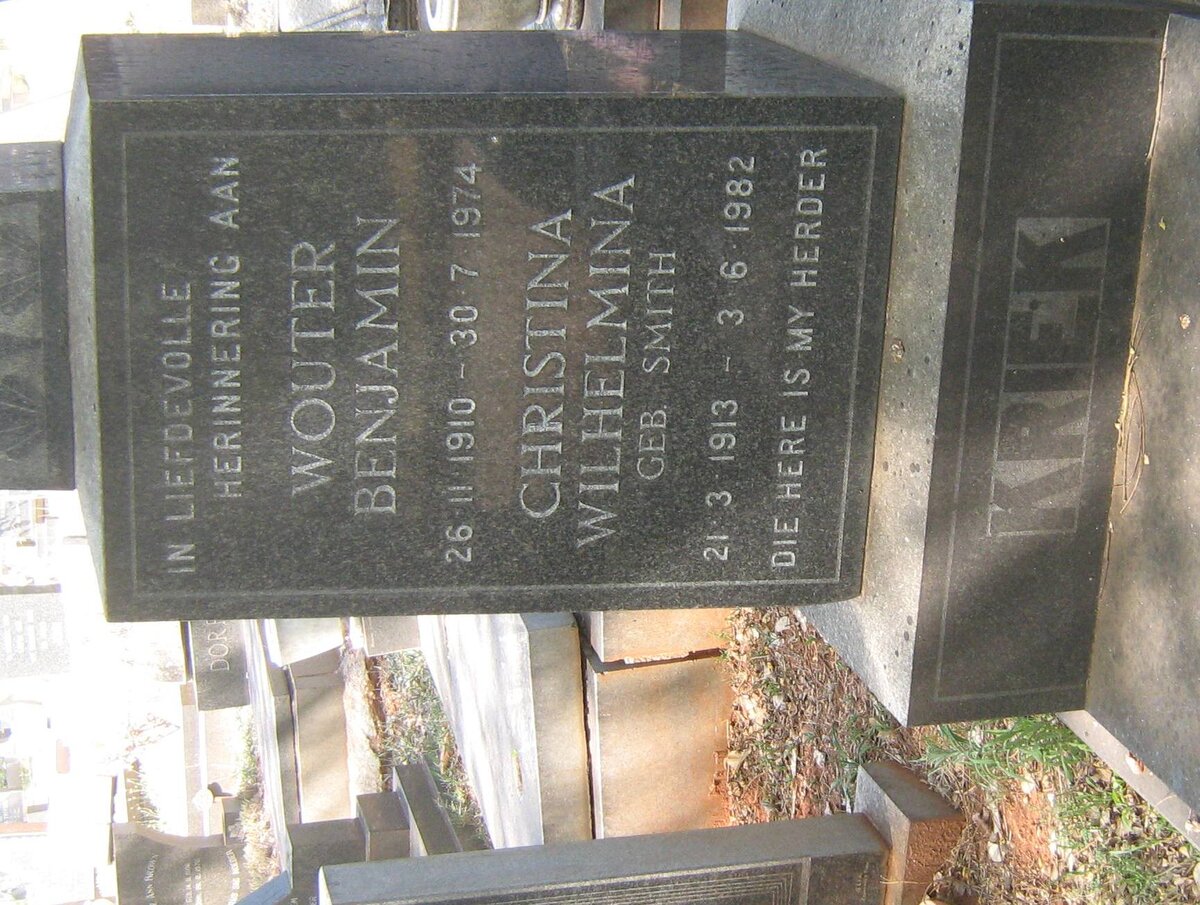 IN LIEFDEVOLLE
HERINNERING AAN
WOUTER
BENJAMIN
26·11·1910 – 30·7·1974
CHRISTINA
WILHELMINA
GEB. SMITH
21·3·1913 – 3·6·1982
DIE HERE IS MY HERDER
KRIEK